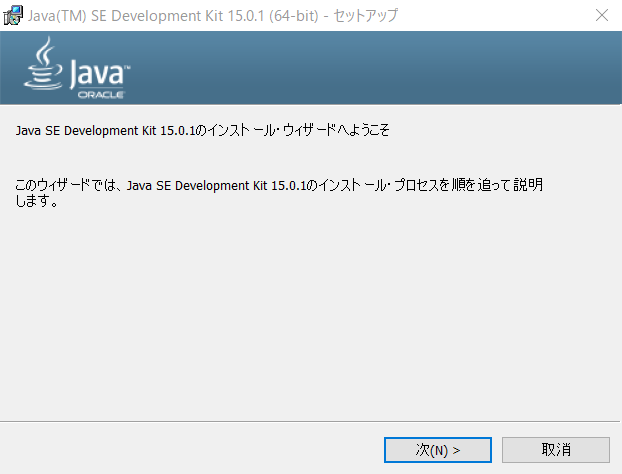 Java(TM) SE Development Kit 15.0.1 (64-bit) - セットアップ
Java™
ORACLE
Java SE Development Kit 15.0.1のインストール・ウィザードへようこそ
このウィザードでは、Java SE Development Kit 15.0.1のインストール・プロセスを順を追って説明
します。
次(N) >
取消